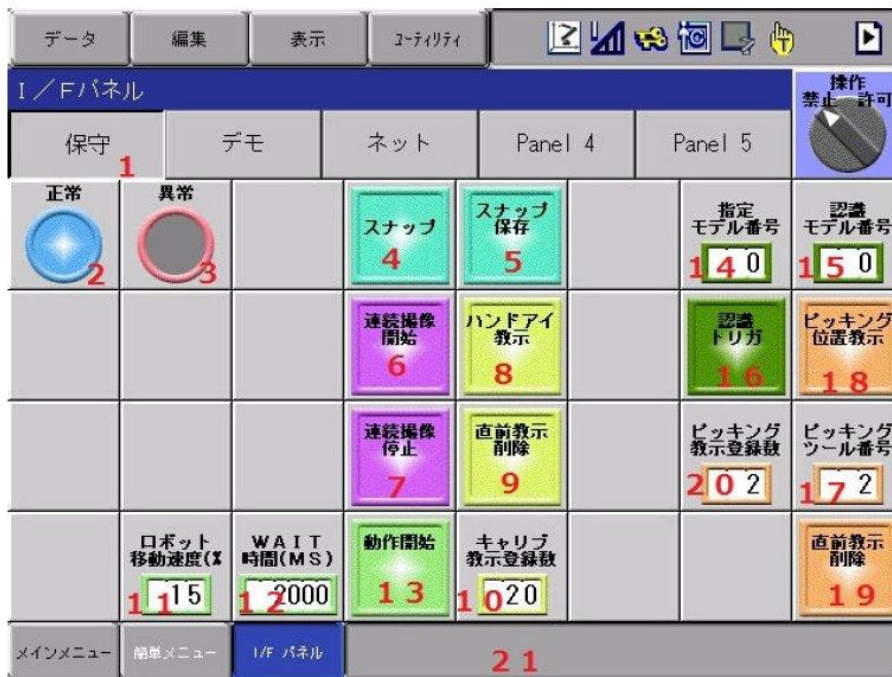 データ 編集 表示 ユーティリティ
I/Fパネル
操作
禁止 許可
保守 デモ ネット Panel 4 Panel 5
1
正常 異常 スナップ スナップ
保存 指定
モデル番号 認識
モデル番号
2 3 4 5 14 0 15 0
連続撮像
開始 ハンドアイ
教示 認識
トリガ ピッキング
位置教示
6 8 16 18
連続撮像
停止 直前教示
削除 ピッキング
教示登録数 ピッキング
ツール番号
7 9 20 2 17 2
ロボット
移動速度(% WAIT
時間(MS) 動作開始 キャリブ
教示登録数 直前教示
削除
11 15 12 2000 13 10 20 19
メインメニュー 簡単メニュー I/F パネル 21